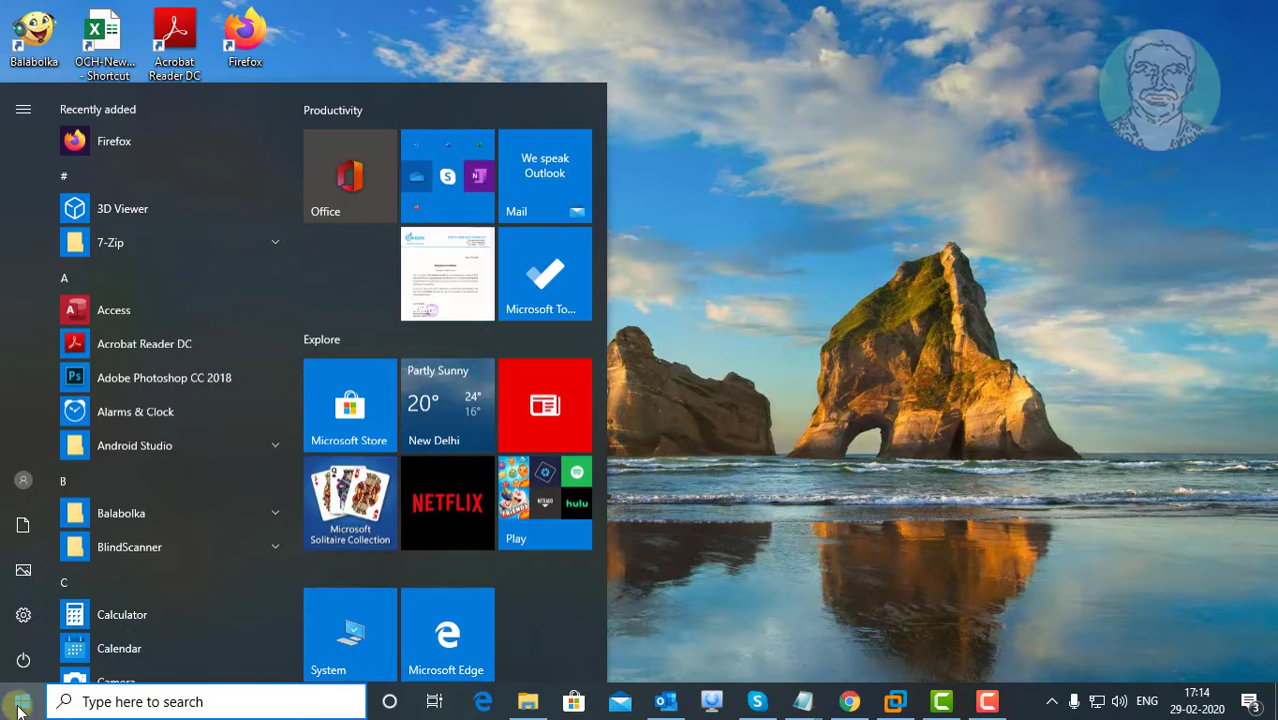 Balabolka
OCH-New...
- Shortcut
Acrobat
Reader DC
Firefox
Recently added
Firefox
#
3D Viewer
7-Zip
A
Access
Acrobat Reader DC
Adobe Photoshop CC 2018
Alarms & Clock
Android Studio
B
Balabolka
BlindScanner
C
Calculator
Calendar
Camera
Productivity
Office
We speak
Outlook
Mail
Microsoft To...
Explore
Microsoft Store
Partly Sunny
20°
24°
16°
New Delhi
Microsoft
Solitaire Collection
NETFLIX
FRIENDS
hulu
Play
System
Microsoft Edge
Type here to search
ENG
17:14
29-02-2020
3